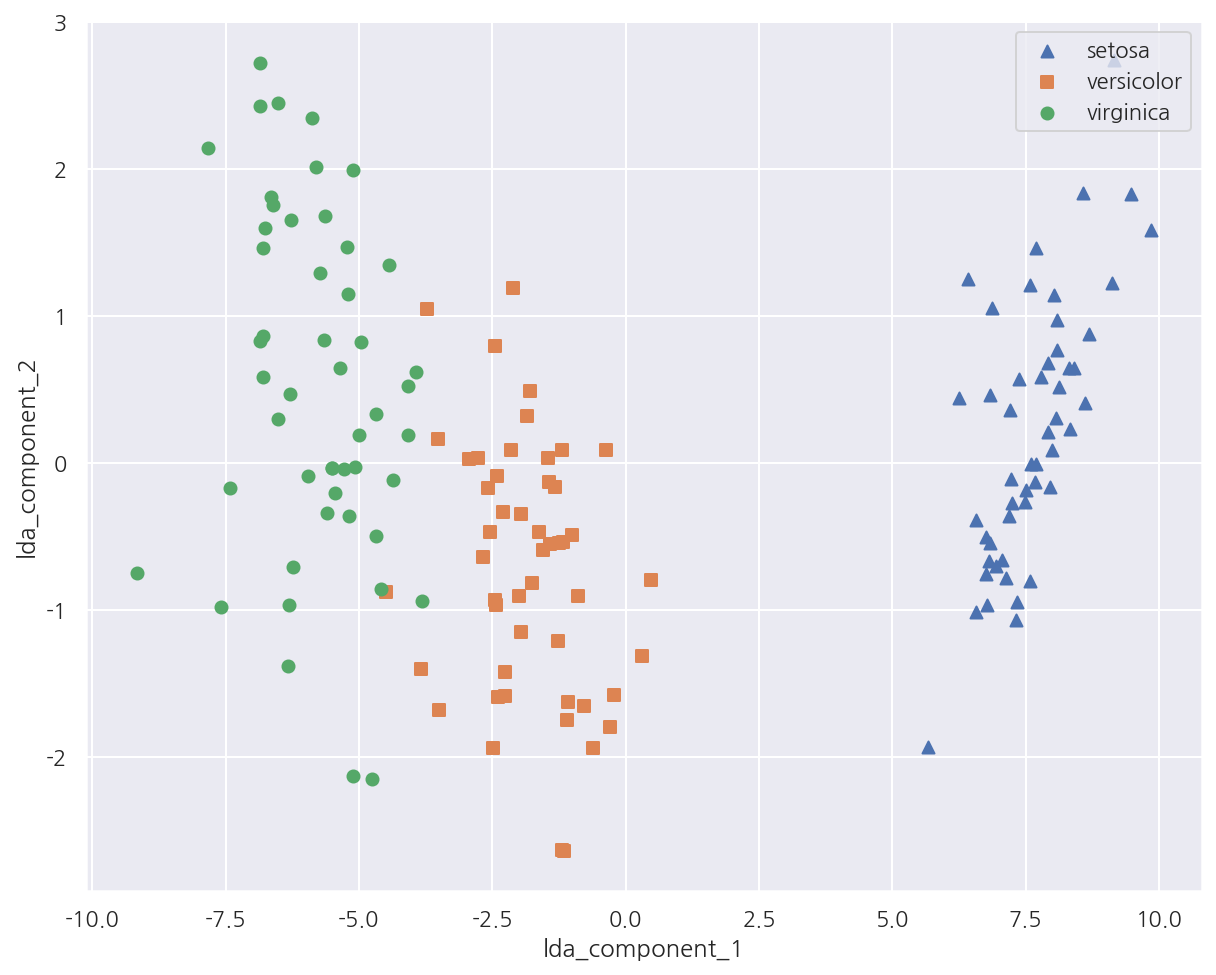 3
setosa
versicolor
virginica
2
1
0
-1
-2
lda_component_2
-10.0 -7.5 -5.0 -2.5 0.0 2.5 5.0 7.5 10.0
lda_component_1